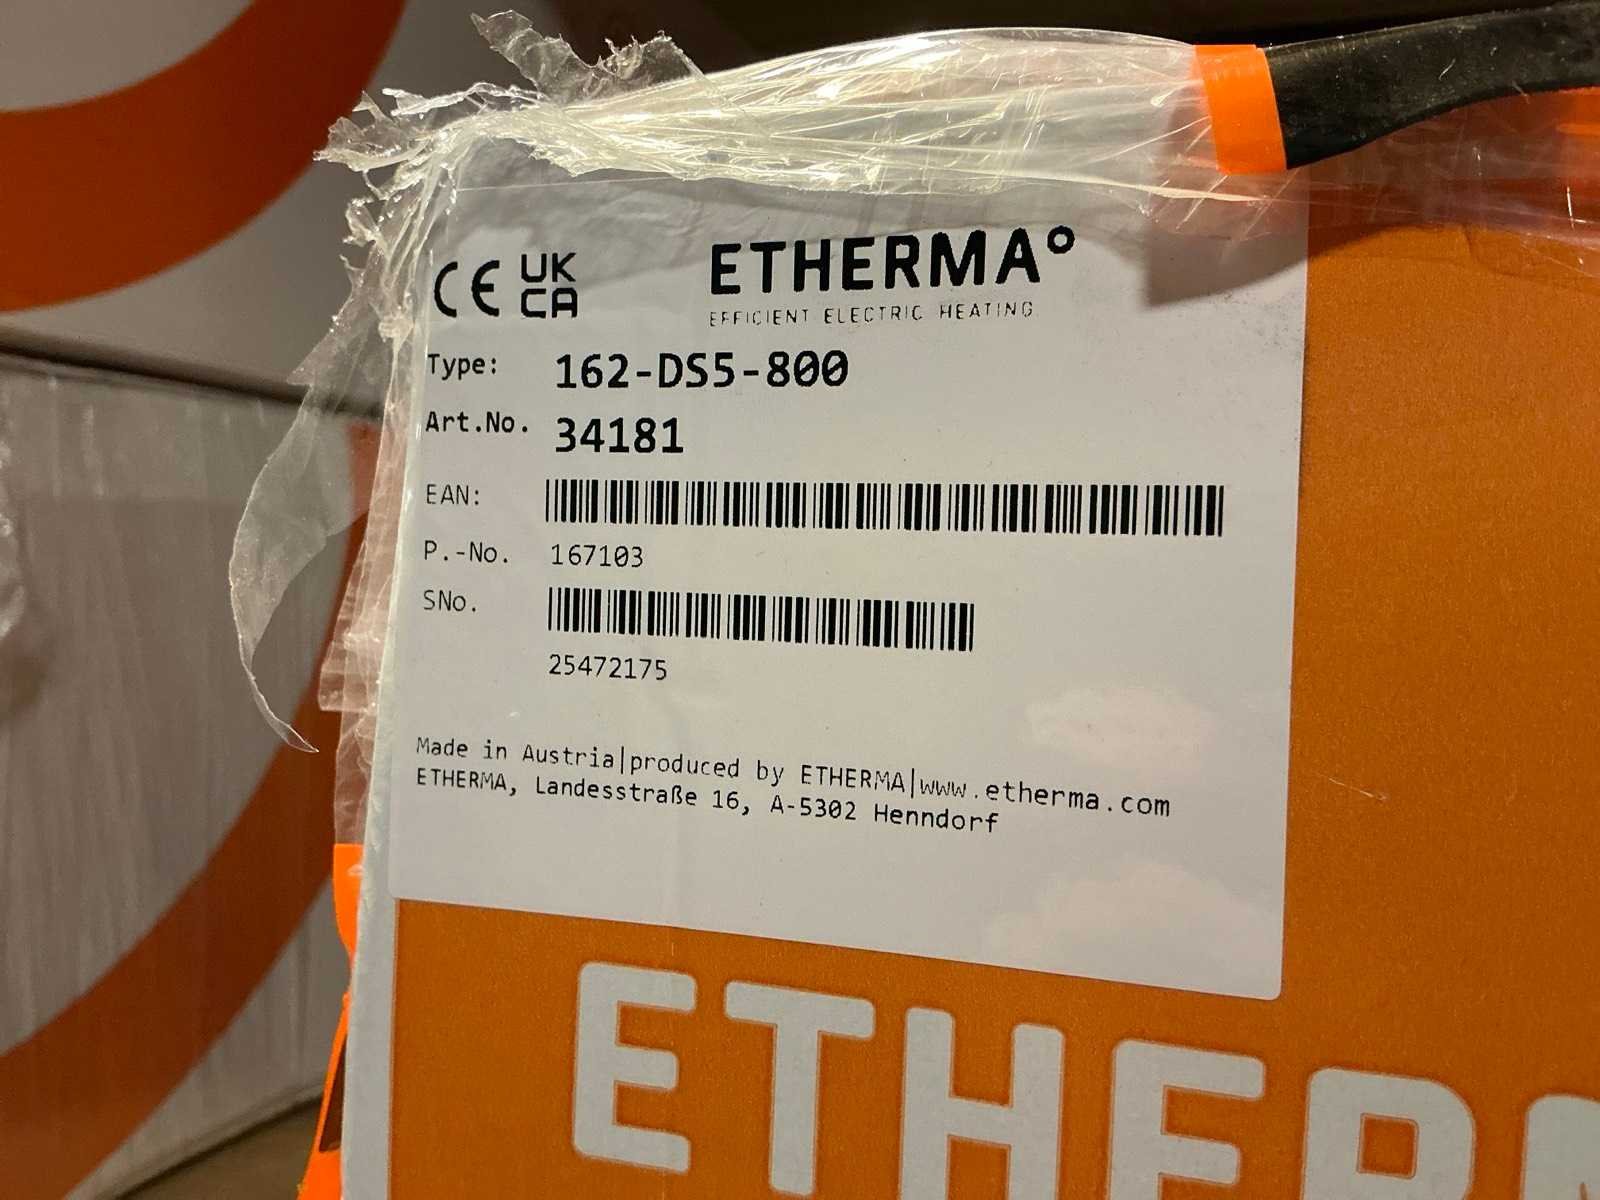 CE UK CA
ETHERMA°
EFFICIENT ELECTRIC HEATING
Type: 162-DS5-800
Art.No. 34181
EAN:
P.-No. 167103
SNo.
25472175
Made in Austria|produced by ETHERMA|www.etherma.com
ETHERMA, Landesstraße 16, A-5302 Henndorf
ETHERM